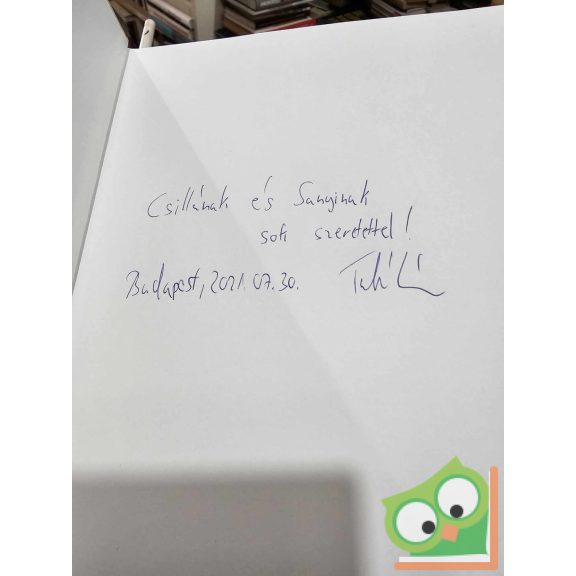 Csillának és Sanyinak
sok szeretettel!
Budapest, 2021.07.30.